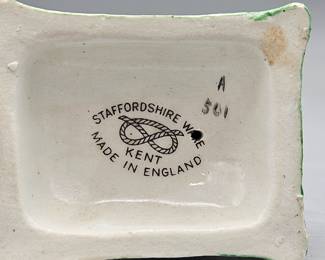 A
501
STAFFORDSHIRE WARE
KENT
MADE IN ENGLAND